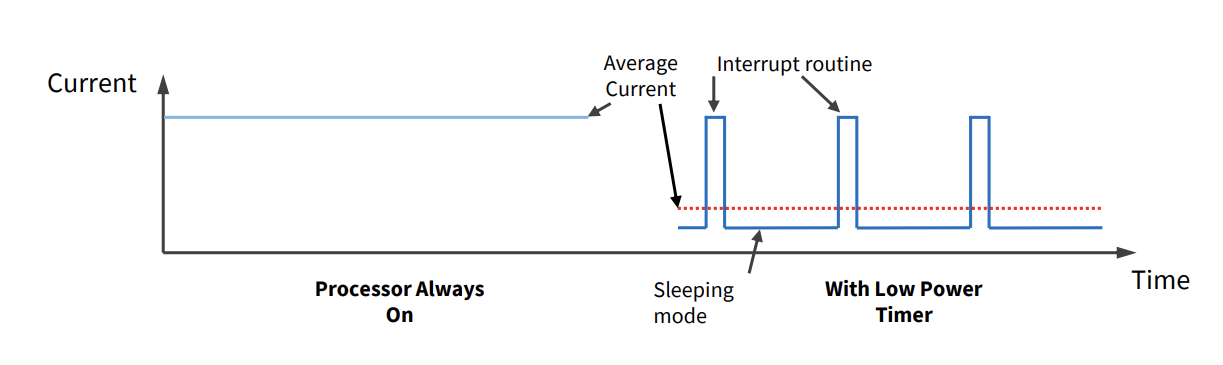 Average
Current
Interrupt routine
Current
Time
Processor Always
On
Sleeping
mode
With Low Power
Timer